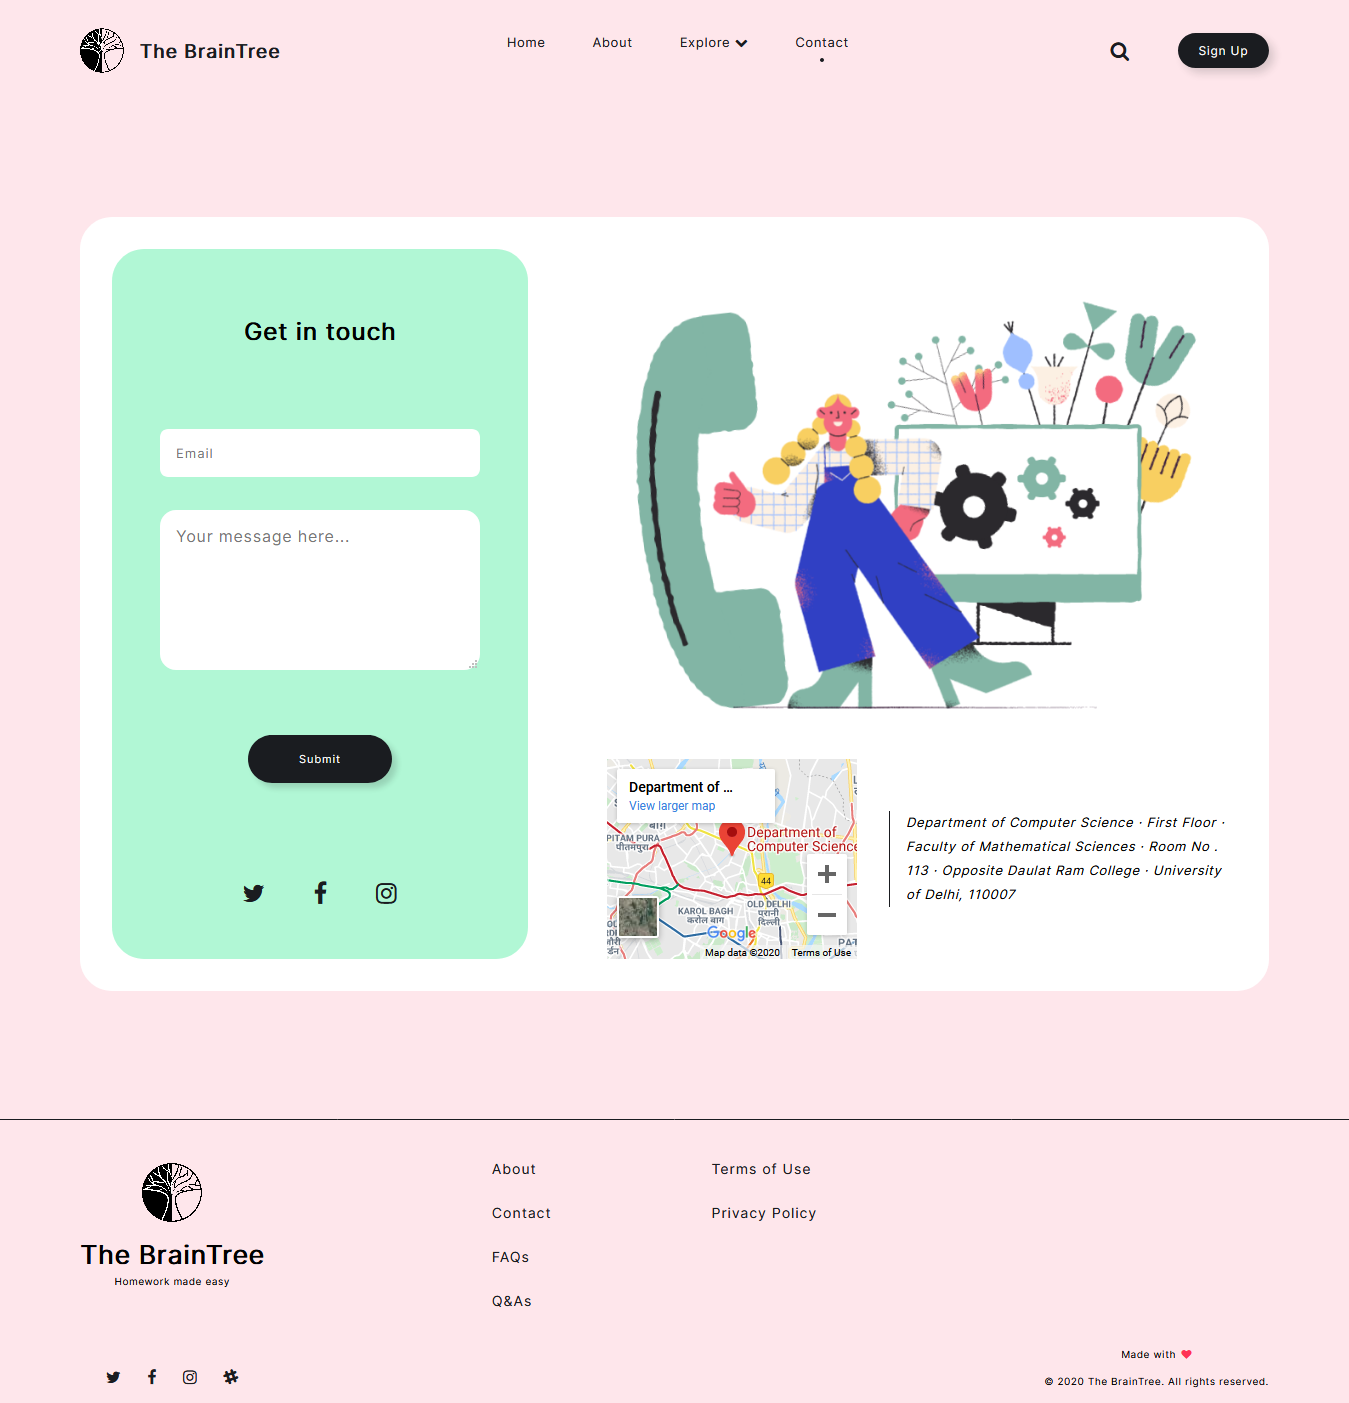 The BrainTree
Home
About
Explore
Contact
Sign Up
Get in touch
Email
Your message here...
Submit
Department of ...
View larger map
PITAM PURA
पीतमपुरा
Department of
Computer Science
44
KAROL BAGH
करोल बाग
OLD DELHI
पुरानी
दिल्ली
Google
Map data ©2020
Terms of Use
Department of Computer Science · First Floor ·
Faculty of Mathematical Sciences · Room No .
113 · Opposite Daulat Ram College · University
of Delhi, 110007
The BrainTree
Homework made easy
About
Contact
FAQs
Q&As
Terms of Use
Privacy Policy
Made with
© 2020 The BrainTree. All rights reserved.